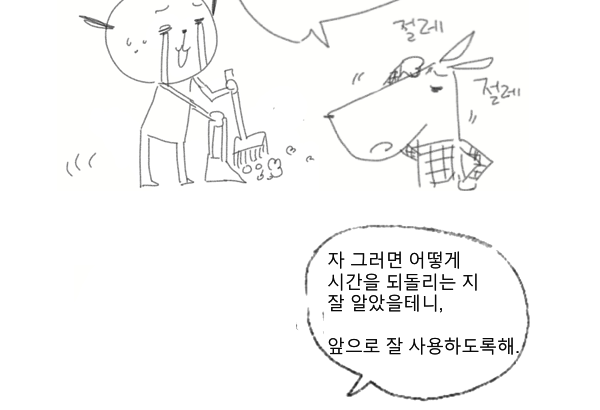 절레
절레
자 그러면 어떻게
시간을 되돌리는 지
잘 알았을테니,
앞으로 잘 사용하도록해.